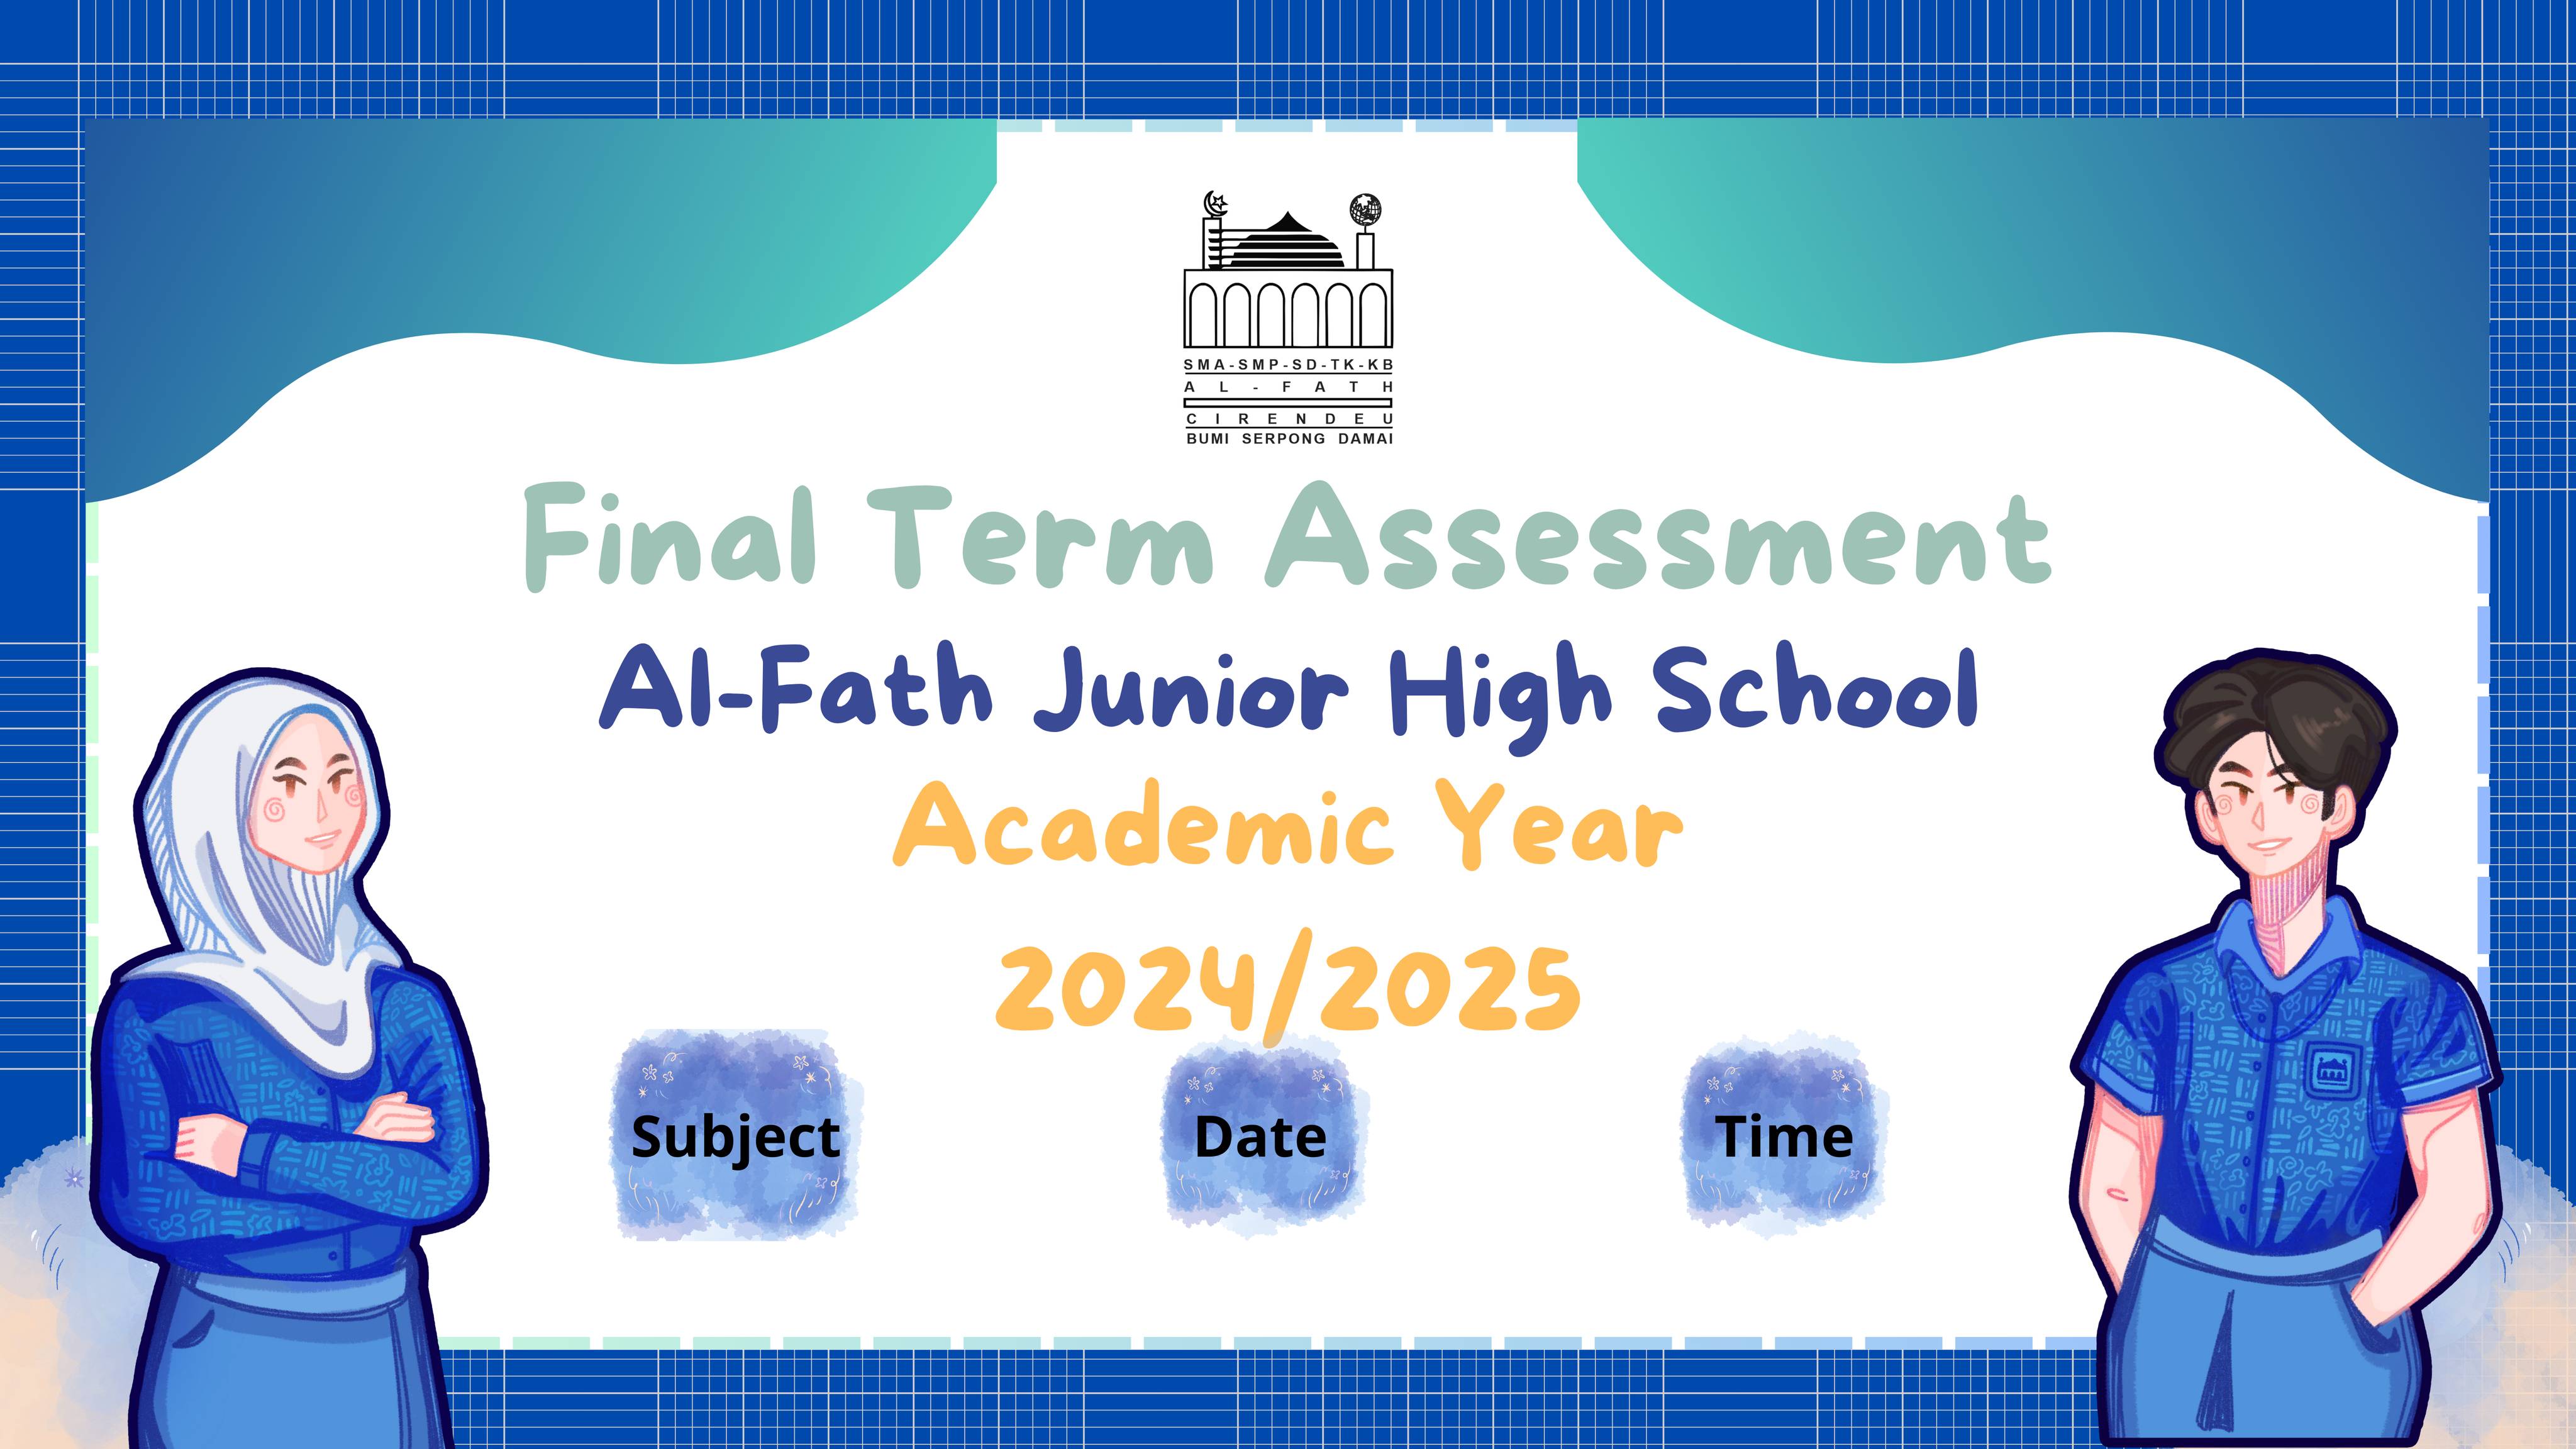 SMA-SMP-SD-TK-KB
AL-FATH
CIRENDEU
BUMI SERPONG DAMAI
Final Term Assessment
Al-Fath Junior High School
Academic Year
2024/2025
Subject
Date
Time